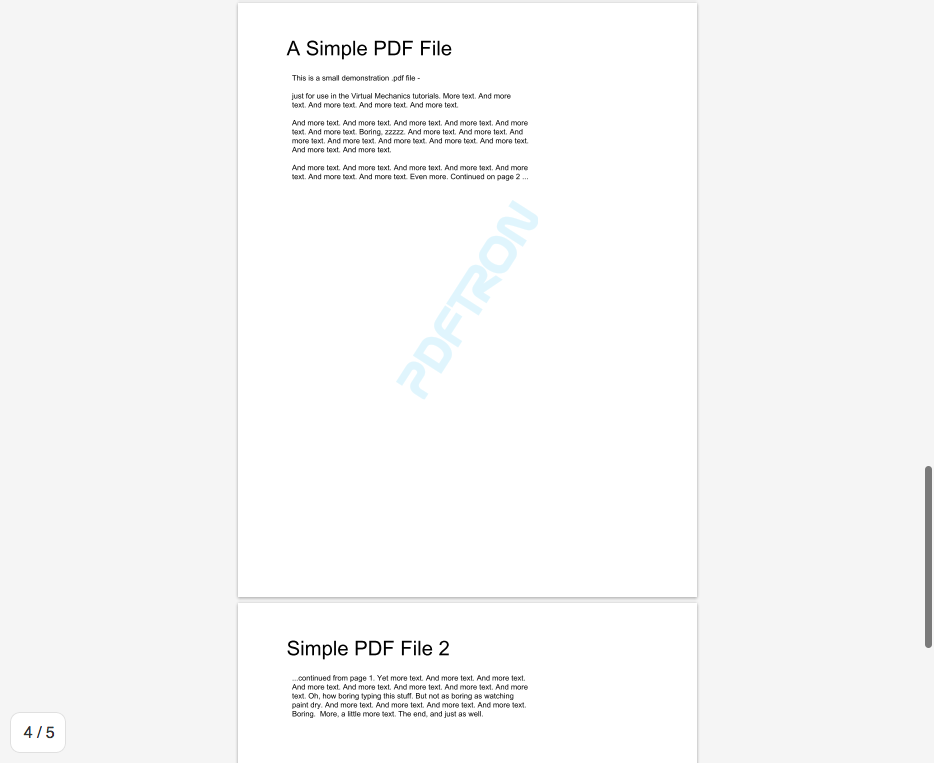 A Simple PDF File
This is a small demonstration .pdf file -
just for use in the Virtual Mechanics tutorials. More text. And more
text. And more text. And more text. And more text.
And more text. And more text. And more text. And more text. And more
text. And more text. Boring, zzzzz. And more text. And more text. And
more text. And more text. And more text. And more text. And more text.
And more text. And more text.
And more text. And more text. And more text. And more text. And more
text. And more text. And more text. Even more. Continued on page 2 ...
PDFTRON
Simple PDF File 2
...continued from page 1. Yet more text. And more text. And more text.
And more text. And more text. And more text. And more text. And more
text. Oh, how boring typing this stuff. But not as boring as watching
paint dry. And more text. And more text. And more text. And more text.
Boring.  More, a little more text. The end, and just as well.
4 / 5